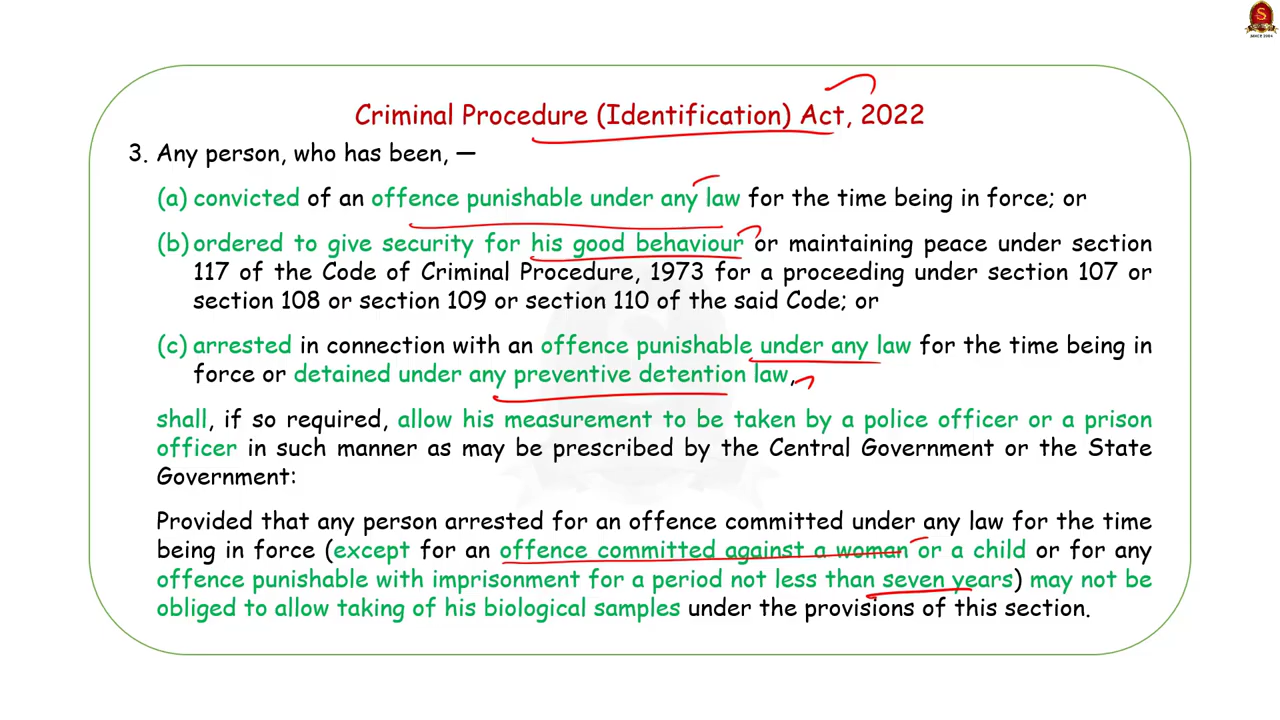 S
SINCE 2004
Criminal Procedure (Identification) Act, 2022
3. Any person, who has been, —
(a) convicted of an offence punishable under any law for the time being in force; or
(b) ordered to give security for his good behaviour or maintaining peace under section
117 of the Code of Criminal Procedure, 1973 for a proceeding under section 107 or
section 108 or section 109 or section 110 of the said Code; or
(c) arrested in connection with an offence punishable under any law for the time being in
force or detained under any preventive detention law,
shall, if so required, allow his measurement to be taken by a police officer or a prison
officer in such manner as may be prescribed by the Central Government or the State
Government:
Provided that any person arrested for an offence committed under any law for the time
being in force (except for an offence committed against a woman or a child or for any
offence punishable with imprisonment for a period not less than seven years) may not be
obliged to allow taking of his biological samples under the provisions of this section.